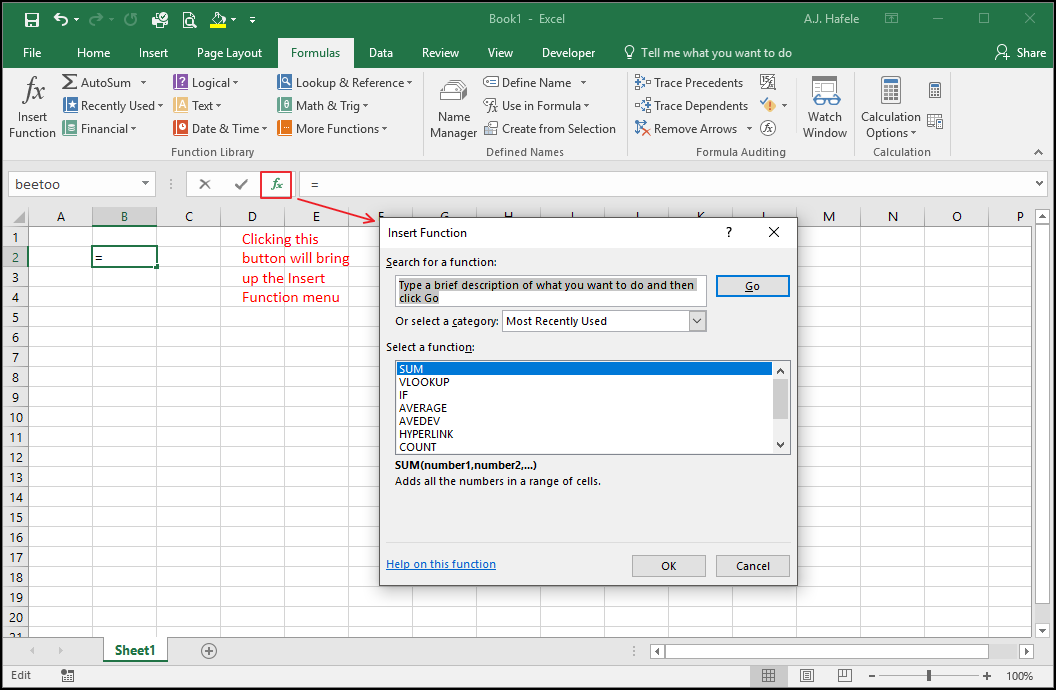 Book1 - Excel
A.J. Hafele
File Home Insert Page Layout Formulas Data Review View Developer Tell me what you want to do Share
Insert
Function
AutoSum
Recently Used
Financial
Logical
Text
Date & Time
Lookup & Reference
Math & Trig
More Functions
Function Library
Name
Manager
Define Name
Use in Formula
Create from Selection
Defined Names
Trace Precedents
Trace Dependents
Remove Arrows
Formula Auditing
Watch
Window
Calculation
Options
Calculation
beetoo
fx
=
A B C D E F G H I J K L M N O P
1
2
3
4
5
6
7
8
9
10
11
12
13
14
15
16
17
18
19
20
21
=
Clicking this
button will bring
up the Insert
Function menu
Insert Function
?
Search for a function:
Type a brief description of what you want to do and then
click Go
Go
Or select a category: Most Recently Used
Select a function:
SUM
VLOOKUP
IF
AVERAGE
AVEDEV
HYPERLINK
COUNT
SUM(number1,number2,...)
Adds all the numbers in a range of cells.
Help on this function
OK
Cancel
Sheet1
Edit
100%